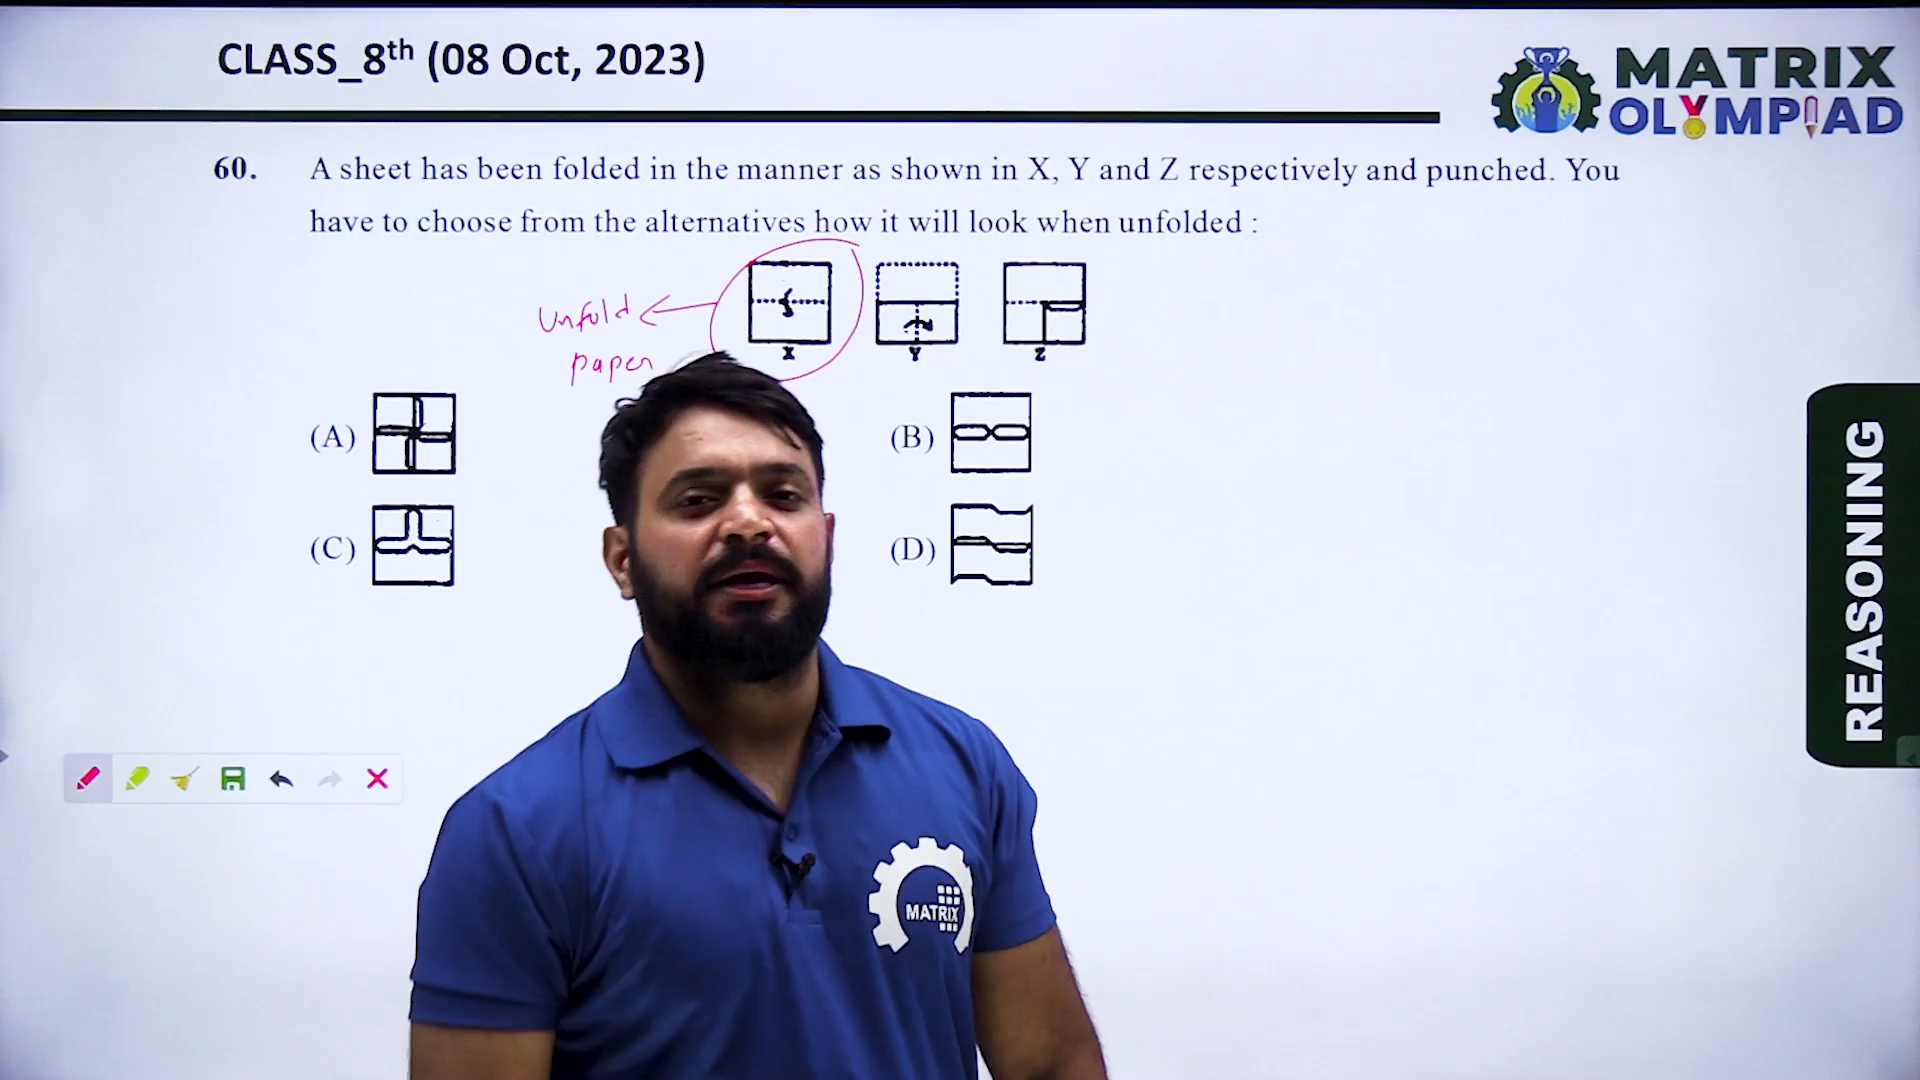 CLASS_8th (08 Oct, 2023)
MATRIX
OLYMPIAD
60. A sheet has been folded in the manner as shown in X, Y and Z respectively and punched. You
have to choose from the alternatives how it will look when unfolded :
Unfold
paper
X Y Z
(A) (B)
(C) (D)
REASONING
MATRIX